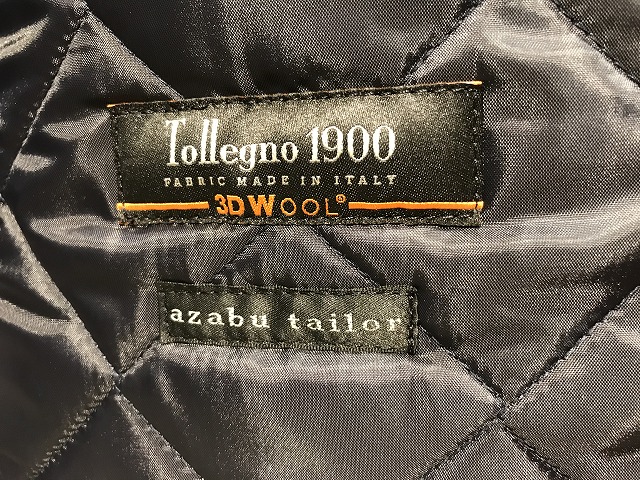 Tollegno 1900
FABRIC MADE IN ITALY
3D WOOL®
azabu tailor